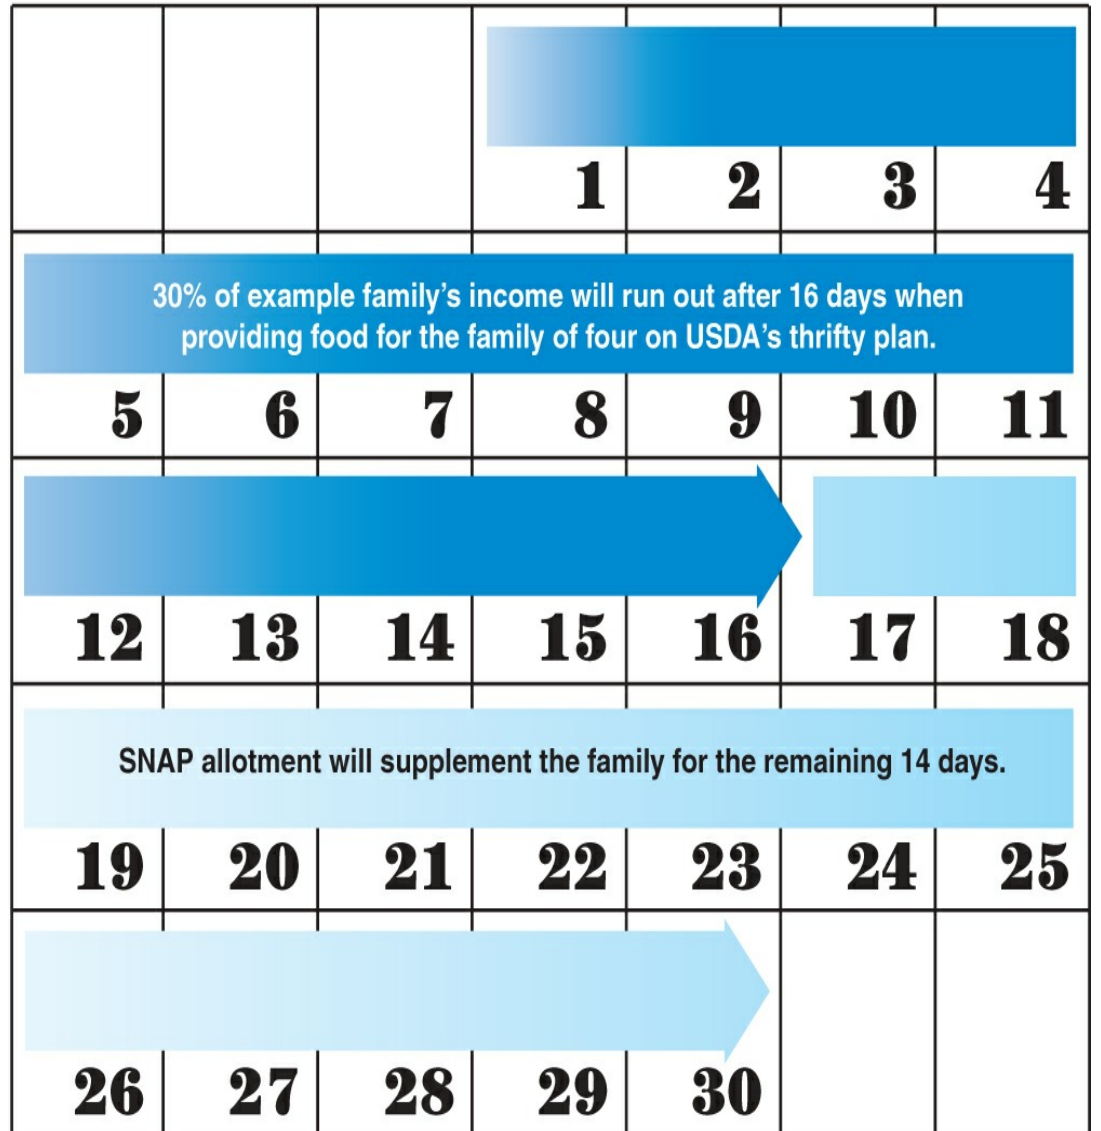 1 2 3 4
30% of example family's income will run out after 16 days when
providing food for the family of four on USDA's thrifty plan.
5 6 7 8 9 10 11
12 13 14 15 16 17 18
SNAP allotment will supplement the family for the remaining 14 days.
19 20 21 22 23 24 25
26 27 28 29 30